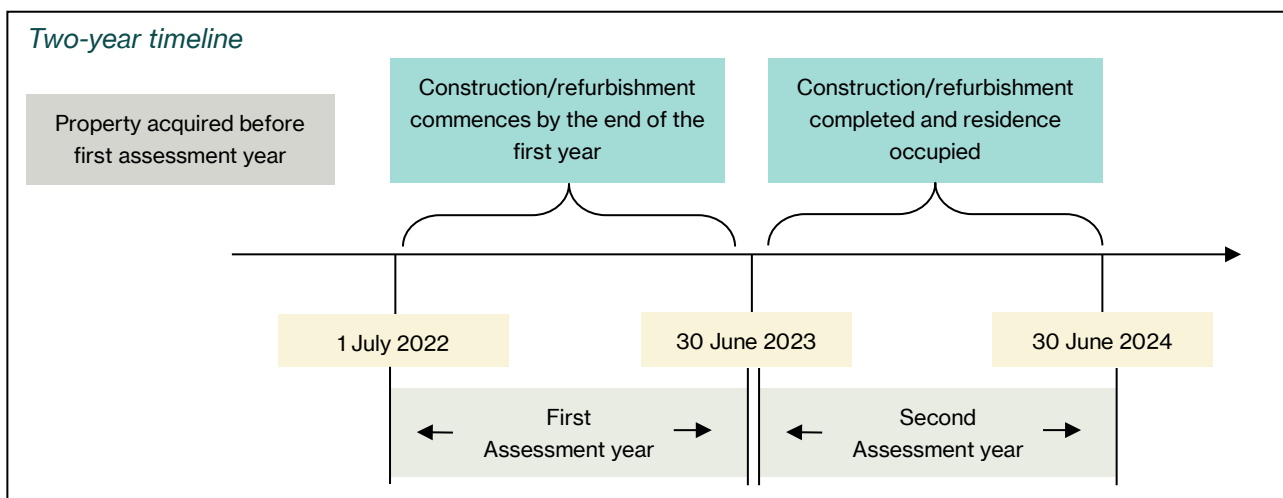 Two-year timeline
Property acquired before
first assessment year
Construction/refurbishment
commences by the end of the
first year
Construction/refurbishment
completed and residence
occupied
1 July 2022
30 June 2023
30 June 2024
First
Assessment year
Second
Assessment year